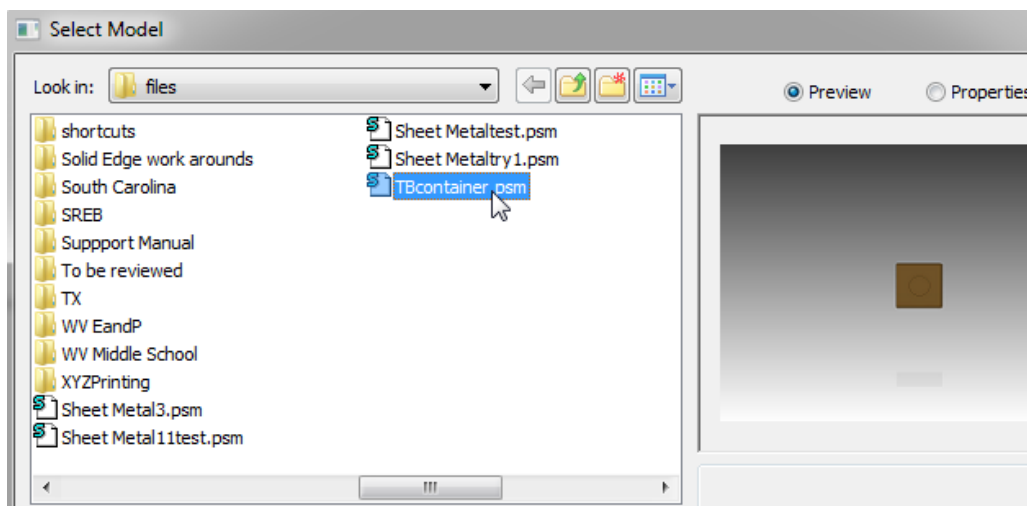 Select Model
Look in: files
Preview Properties
shortcuts
Solid Edge work arounds
South Carolina
SREB
Suppport Manual
To be reviewed
TX
WV EandP
WV Middle School
XYZPrinting
Sheet Metal3.psm
Sheet Metal11test.psm
Sheet Metaltest.psm
Sheet Metaltry1.psm
TBcontainer.psm